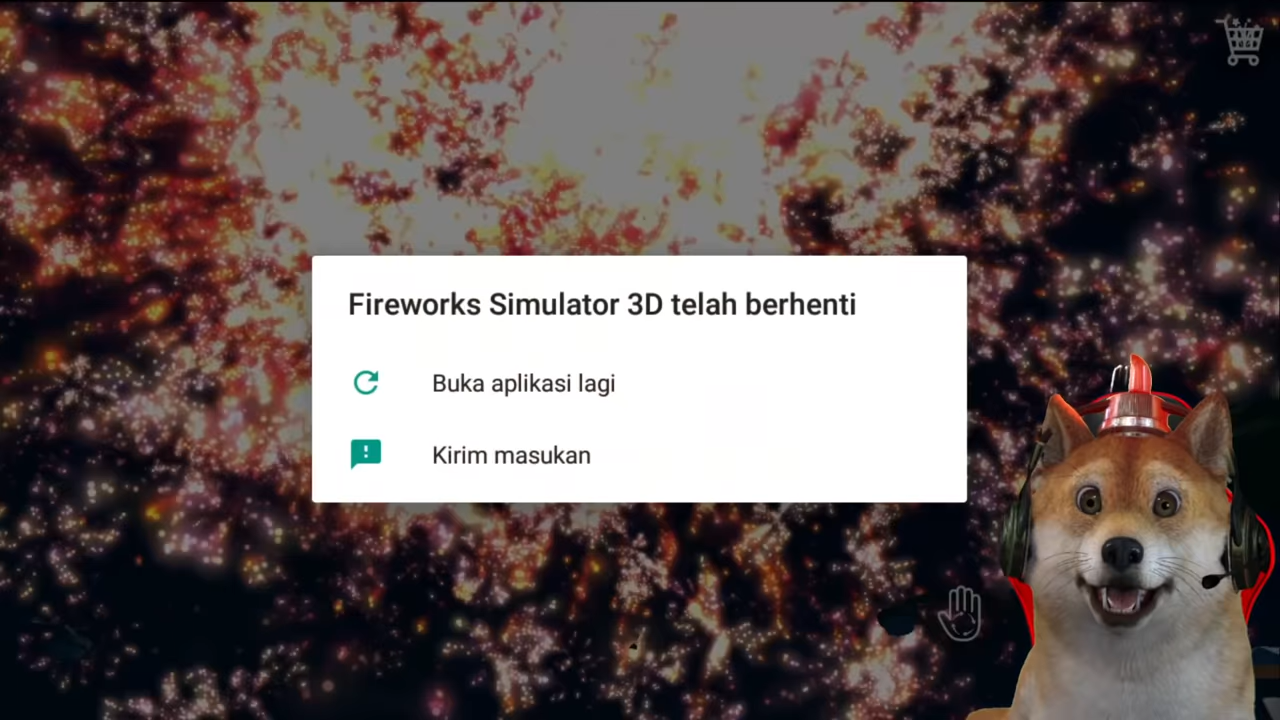 Fireworks Simulator 3D telah berhenti
Buka aplikasi lagi
Kirim masukan